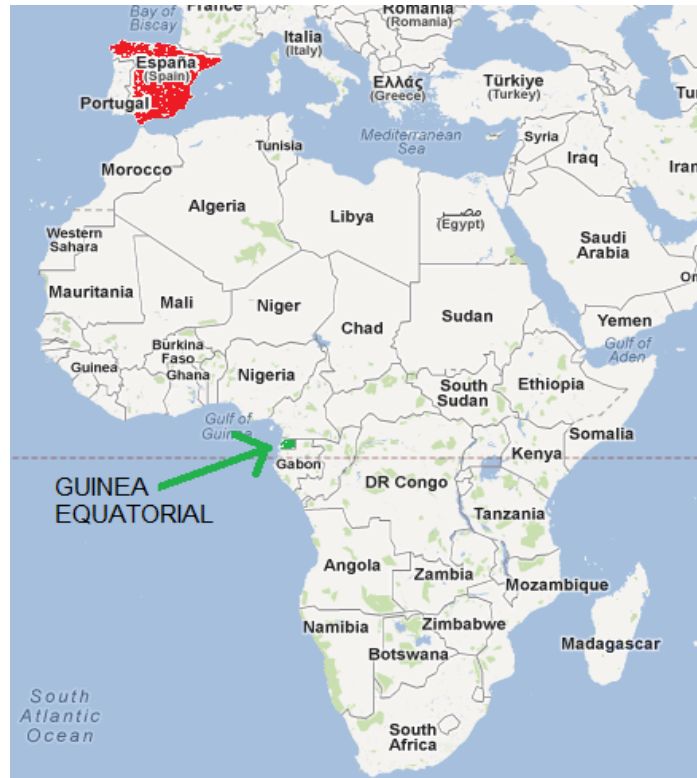 Bay of
Biscay
France
Romania
(Romania)
Italia
(Italy)
España
(Spain)
Ελλάς
(Greece)
Türkiye
(Turkey)
Portugal
Mediterranean
Sea
Tunisia
Syria
Iraq
Iran
Morocco
Algeria
Libya
مصر
(Egypt)
Western
Sahara
Saudi
Arabia
Mauritania
Mali
Niger
Chad
Sudan
Yemen
Gulf of
Aden
Burkina
Faso
Guinea
Ghana
Nigeria
South
Sudan
Ethiopia
Gulf of
Guinea
Somalia
Kenya
Gabon
DR Congo
GUINEA
EQUATORIAL
Tanzania
Angola
Zambia
Mozambique
Namibia
Zimbabwe
Botswana
Madagascar
South
Atlantic
Ocean
South
Africa